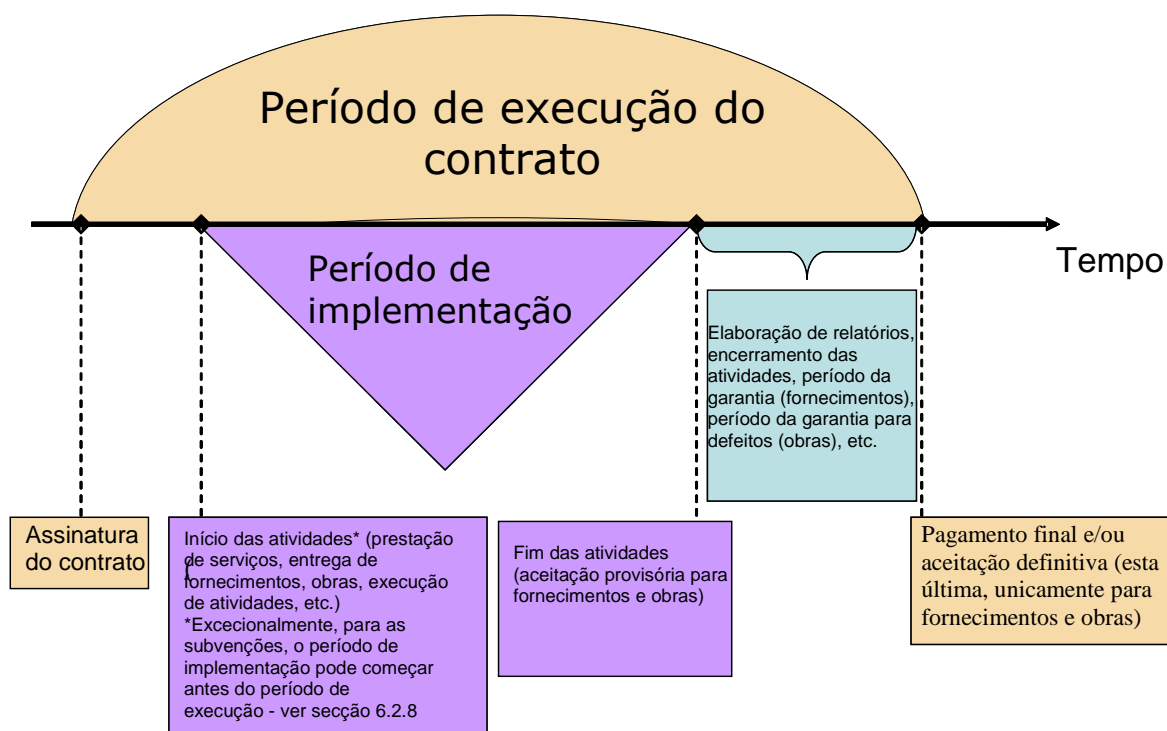 Período de execução do
contrato
Tempo
Período de
implementação
Elaboração de relatórios,
encerramento das
atividades, período da
garantia (fornecimentos),
período da garantia para
defeitos (obras), etc.
Assinatura
do contrato
Início das atividades* (prestação
de serviços, entrega de
(
fornecimentos, obras, execução
de atividades, etc.)
*Excecionalmente, para as
subvenções, o período de
implementação pode começar
antes do período de
execução - ver secção 6.2.8
Fim das atividades
(aceitação provisória para
fornecimentos e obras)
Pagamento final e/ou
aceitação definitiva (esta
última, unicamente para
fornecimentos e obras)